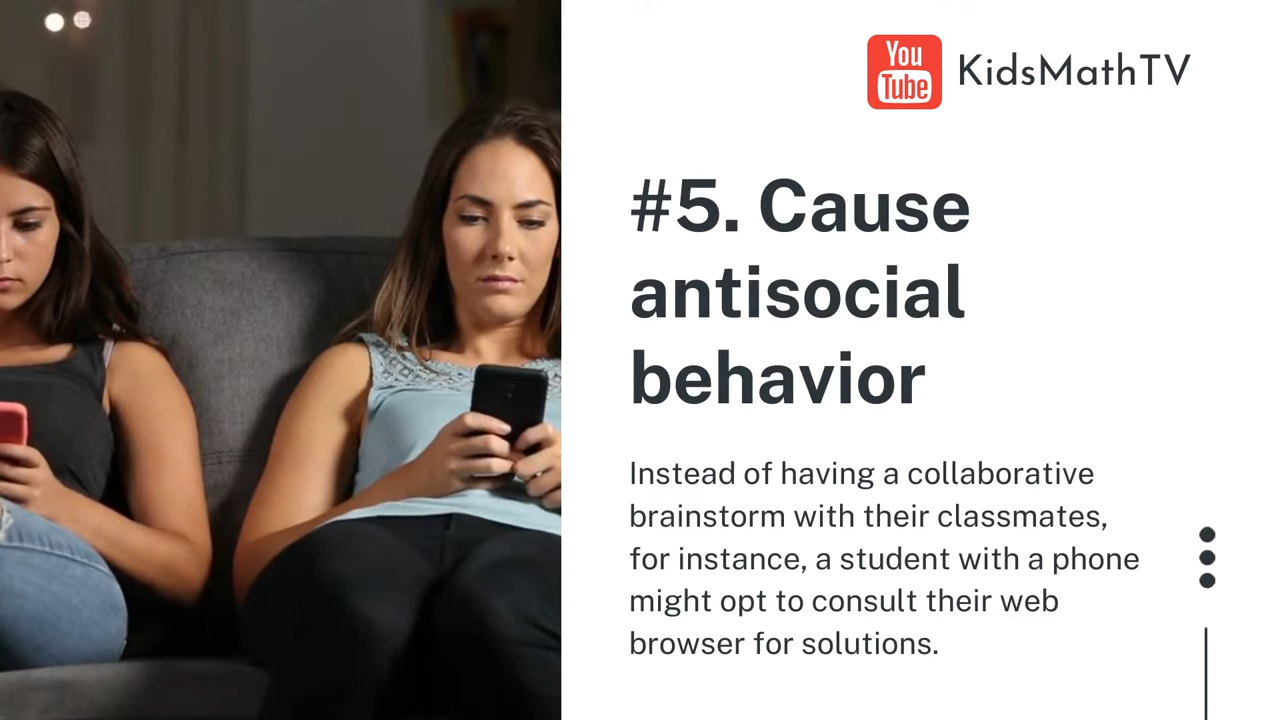 You
Tube
KidsMathTV
#5. Cause
antisocial
behavior
Instead of having a collaborative
brainstorm with their classmates,
for instance, a student with a phone
might opt to consult their web
browser for solutions.